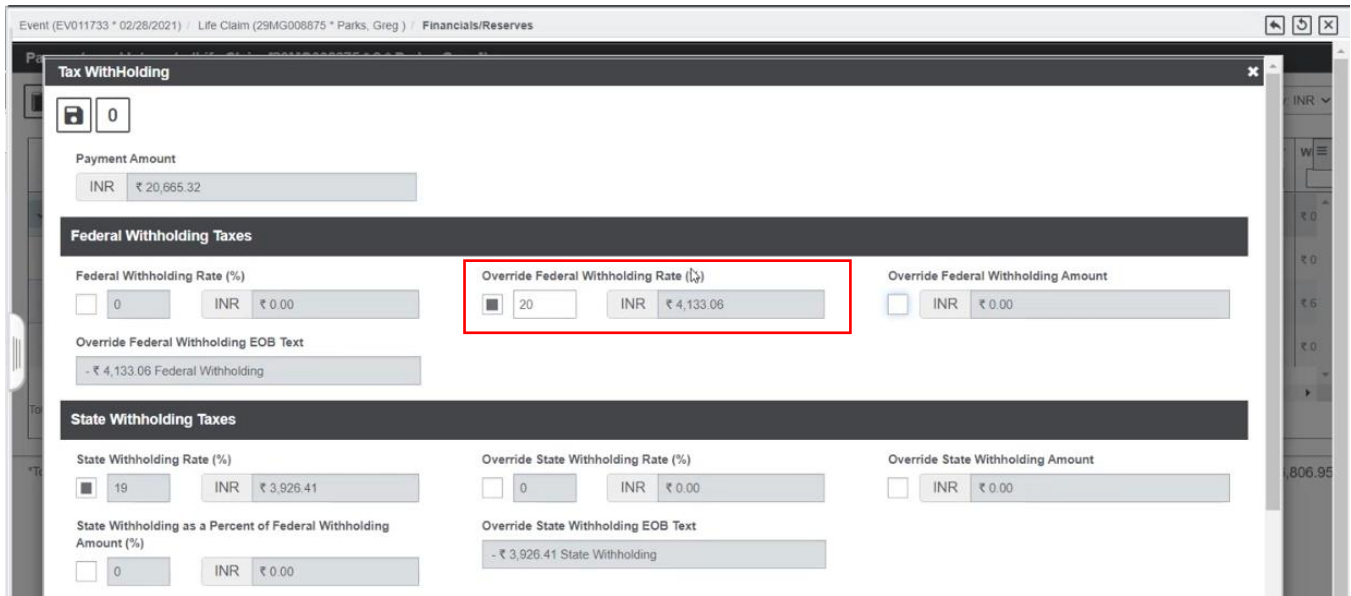 Event (EV011733 * 02/28/2021) / Life Claim (29MG008875 * Parks, Greg ) / Financials/Reserves
Pa
Tax WithHolding
0
INR
Payment Amount
W
INR ₹ 20,665.32
₹ 0
Federal Withholding Taxes
Federal Withholding Rate (%) Override Federal Withholding Rate (%) Override Federal Withholding Amount
₹ 0
0 INR ₹ 0.00 20 INR ₹ 4,133.06 INR ₹ 0.00
₹ 6
Override Federal Withholding EOB Text
₹ 0
- ₹ 4,133.06 Federal Withholding
To
State Withholding Taxes
State Withholding Rate (%) Override State Withholding Rate (%) Override State Withholding Amount
*To ,806.95
19 INR ₹ 3,926.41 0 INR ₹ 0.00 INR ₹ 0.00
State Withholding as a Percent of Federal Withholding Override State Withholding EOB Text
Amount (%)
- ₹ 3,926.41 State Withholding
0 INR ₹ 0.00